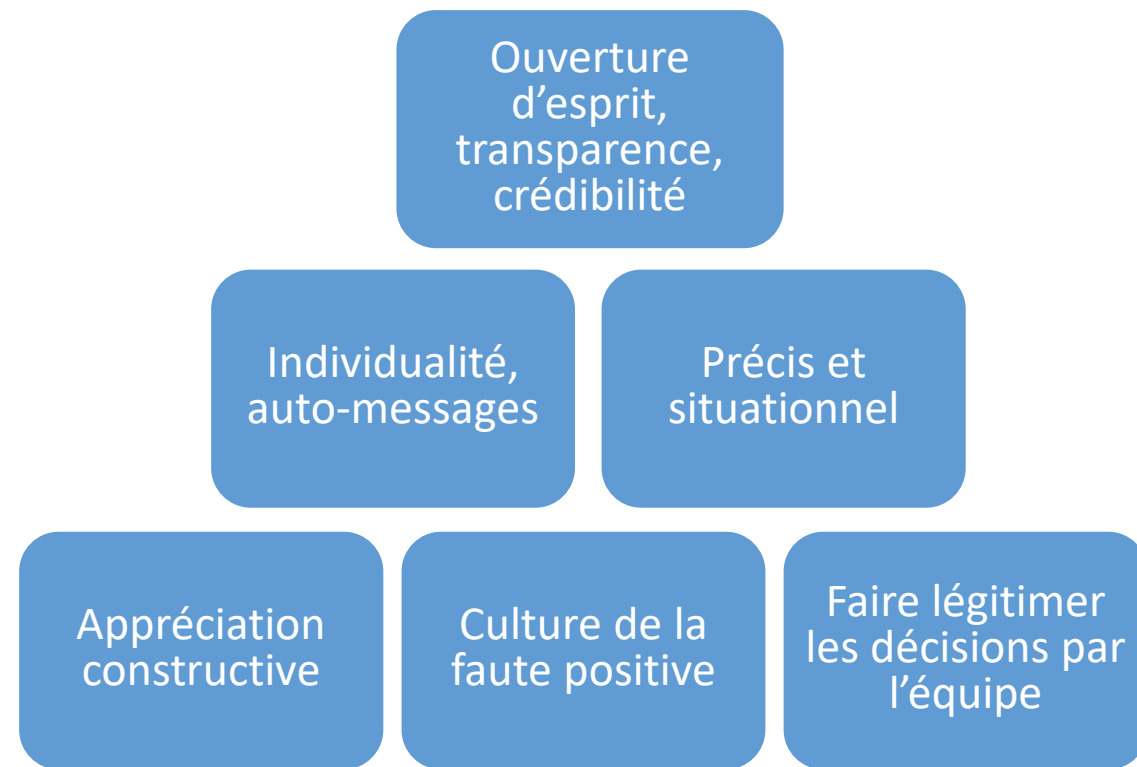 Ouverture
d’esprit,
transparence,
crédibilité
Individualité,
auto-messages
Précis et
situationnel
Appréciation
constructive
Culture de la
faute positive
Faire légitimer
les décisions par
l’équipe